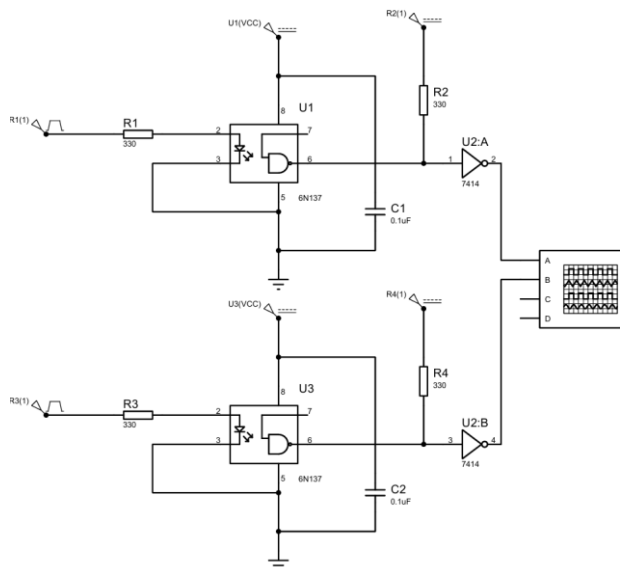 R2(1)
U1(VCC)
8
U1
R2
330
R1(1)
R1
330
2
7
3
6
U2:A
1
2
7414
5
6N137
C1
0.1uF
A
B
C
D
U3(VCC)
R4(1)
8
U3
R4
330
R3(1)
R3
330
2
7
3
6
U2:B
3
4
7414
5
6N137
C2
0.1uF